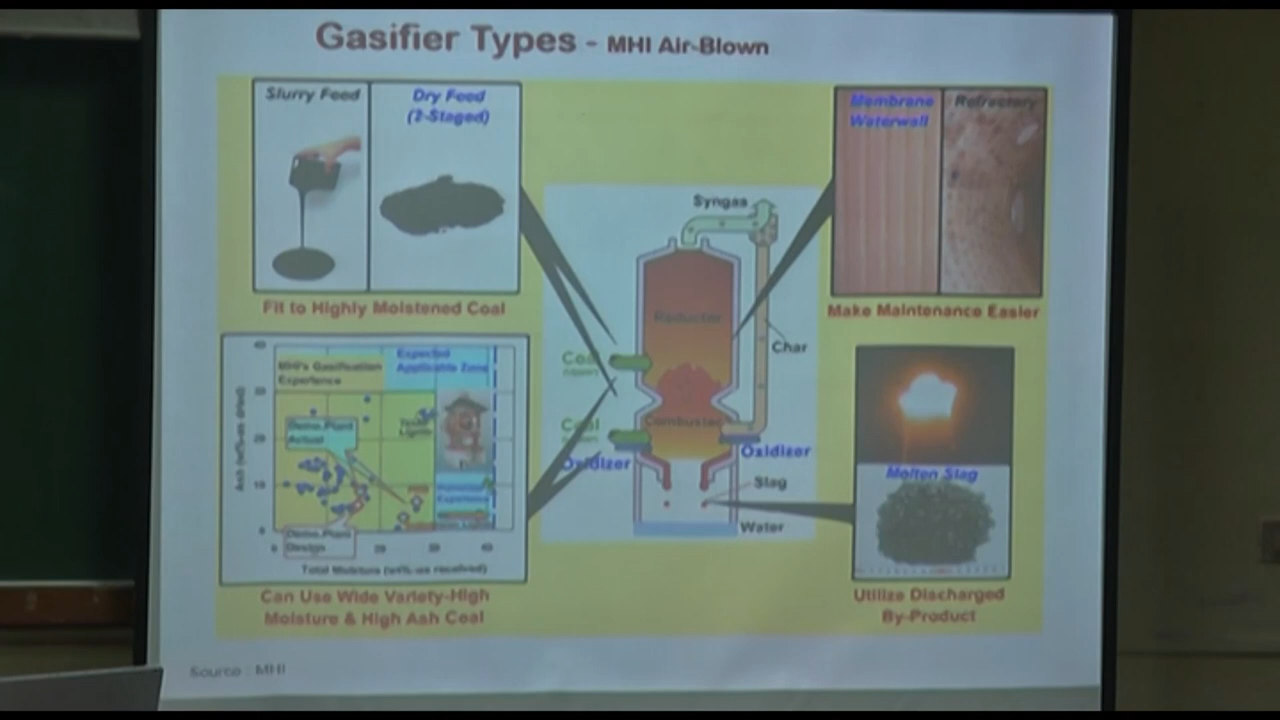 Gasifier Types - MHI Air-Blown
Slurry Feed
Dry Feed
(2-Staged)
Fit to Highly Moistened Coal
Membrane
Waterwall
Refractory
Make Maintenance Easier
Syngas
Reductor
Char
Coal
Combustor
Coal
Oxidizer
Oxidizer
Slag
Water
Gasification
Experience
Expected
Applicable Zone
Demo.Plant
Actual
Demo.Plant
Design
Total Moisture (wt%-as received)
Can Use Wide Variety-High
Moisture & High Ash Coal
Molten Slag
Utilize Discharged
By-Product
Source : MHI